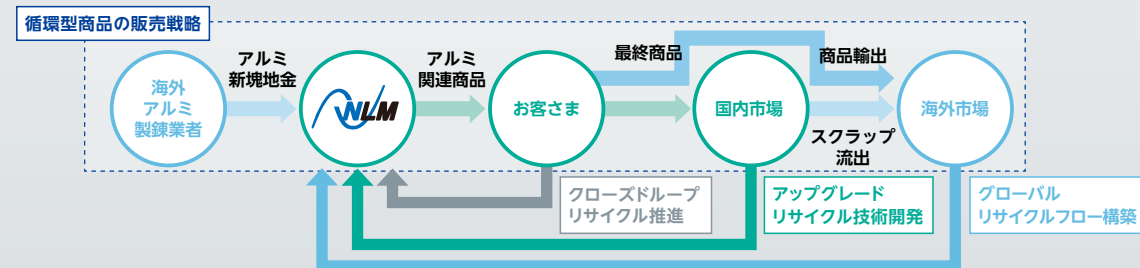 循環型商品の販売戦略
海外
アルミ
製錬業者
アルミ
新塊地金
NLM
アルミ
関連商品
お客さま
最終商品
国内市場
商品輸出
スクラップ
流出
海外市場
クローズドループ
リサイクル推進
アップグレード
リサイクル技術開発
グローバル
リサイクルフロー構築